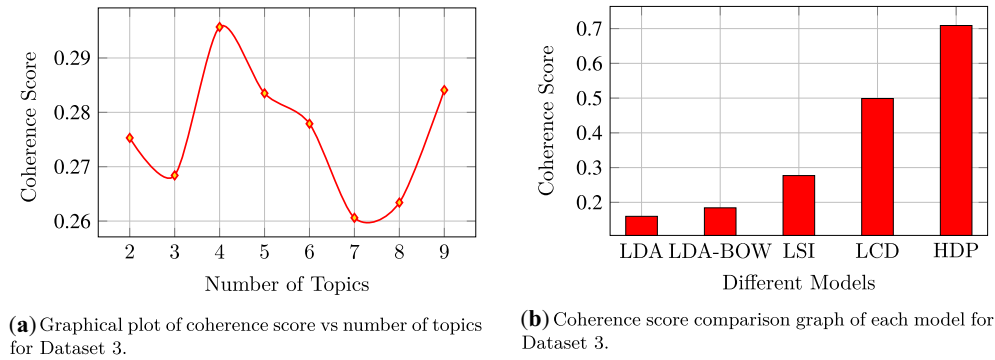 0.29
0.28
0.27
0.26
Coherence Score
2 3 4 5 6 7 8 9
Number of Topics
(a) Graphical plot of coherence score vs number of topics
for Dataset 3.
0.7
0.6
0.5
0.4
0.3
0.2
Coherence Score
LDA LDA-BOW LSI LCD HDP
Different Models
(b) Coherence score comparison graph of each model for
Dataset 3.